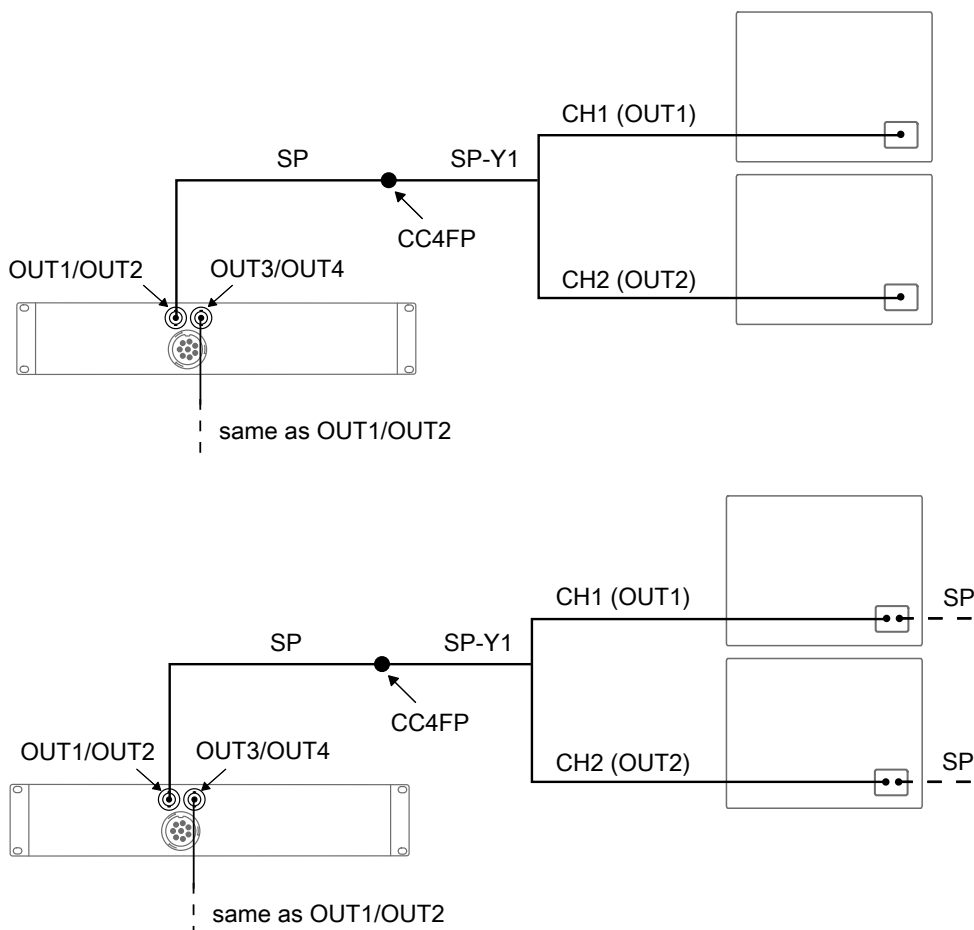 CH1 (OUT1)
SP
SP-Y1
CC4FP
OUT1/OUT2
OUT3/OUT4
CH2 (OUT2)
same as OUT1/OUT2
CH1 (OUT1)
SP
SP
SP-Y1
CC4FP
OUT1/OUT2
OUT3/OUT4
CH2 (OUT2)
SP
same as OUT1/OUT2